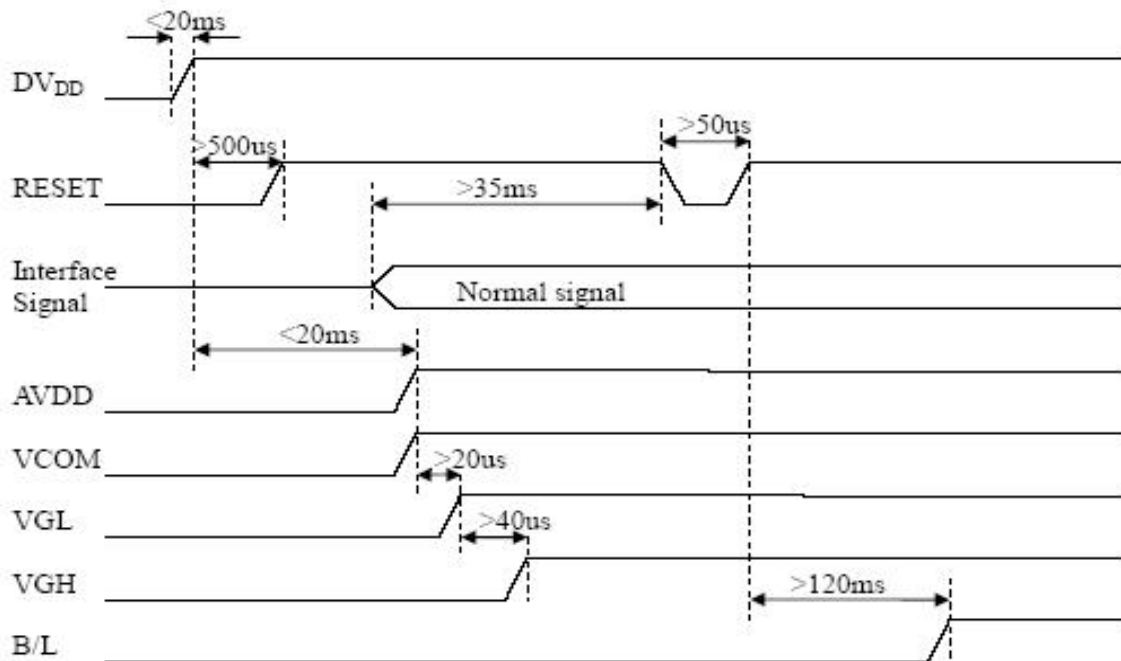 <20ms
DVDD
>500us
>50us
RESET
>35ms
Interface
Signal
Normal signal
<20ms
AVDD
VCOM
>20us
VGL
>40us
VGH
>120ms
B/L